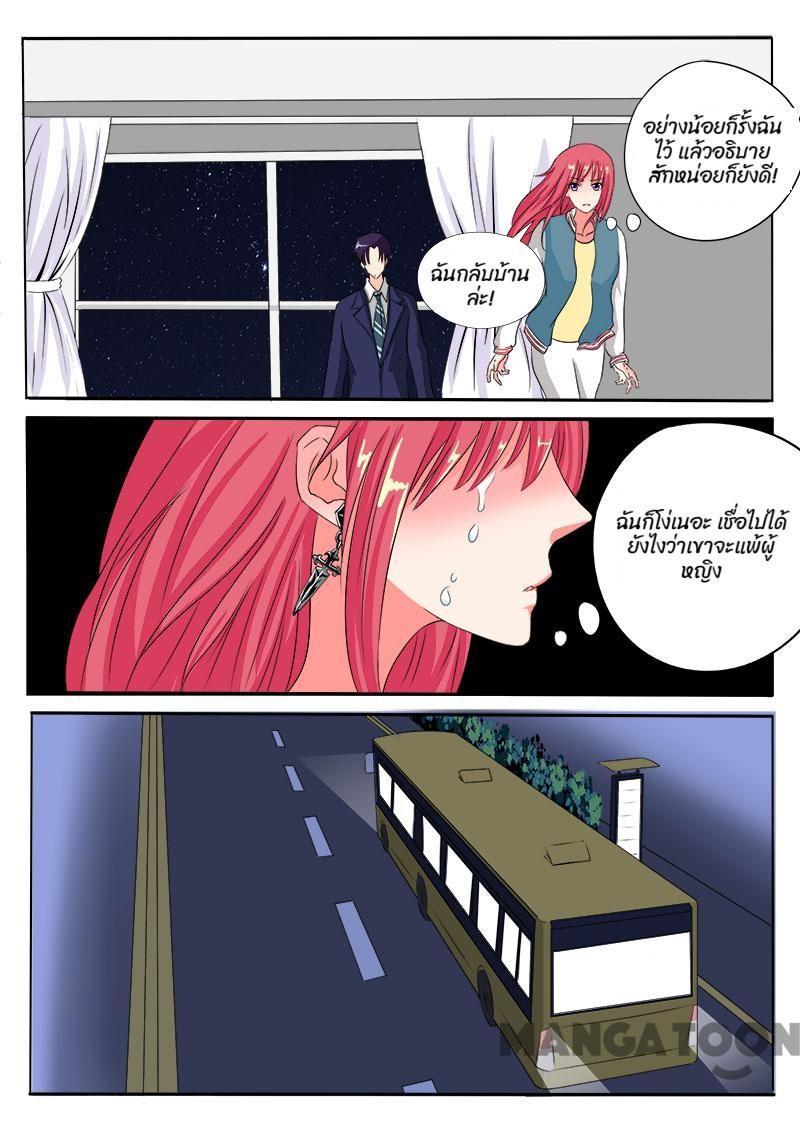 อย่างน้อยก็รั้งฉัน
ไว้ แล้วอธิบาย
สักหน่อยก็ยังดี!
ฉันกลับบ้าน
ล่ะ!
ฉันก็โง่เนอะ เชื่อไปได้
ยังไงว่าเขาจะแพ้ผู้
หญิง
MANGATOON